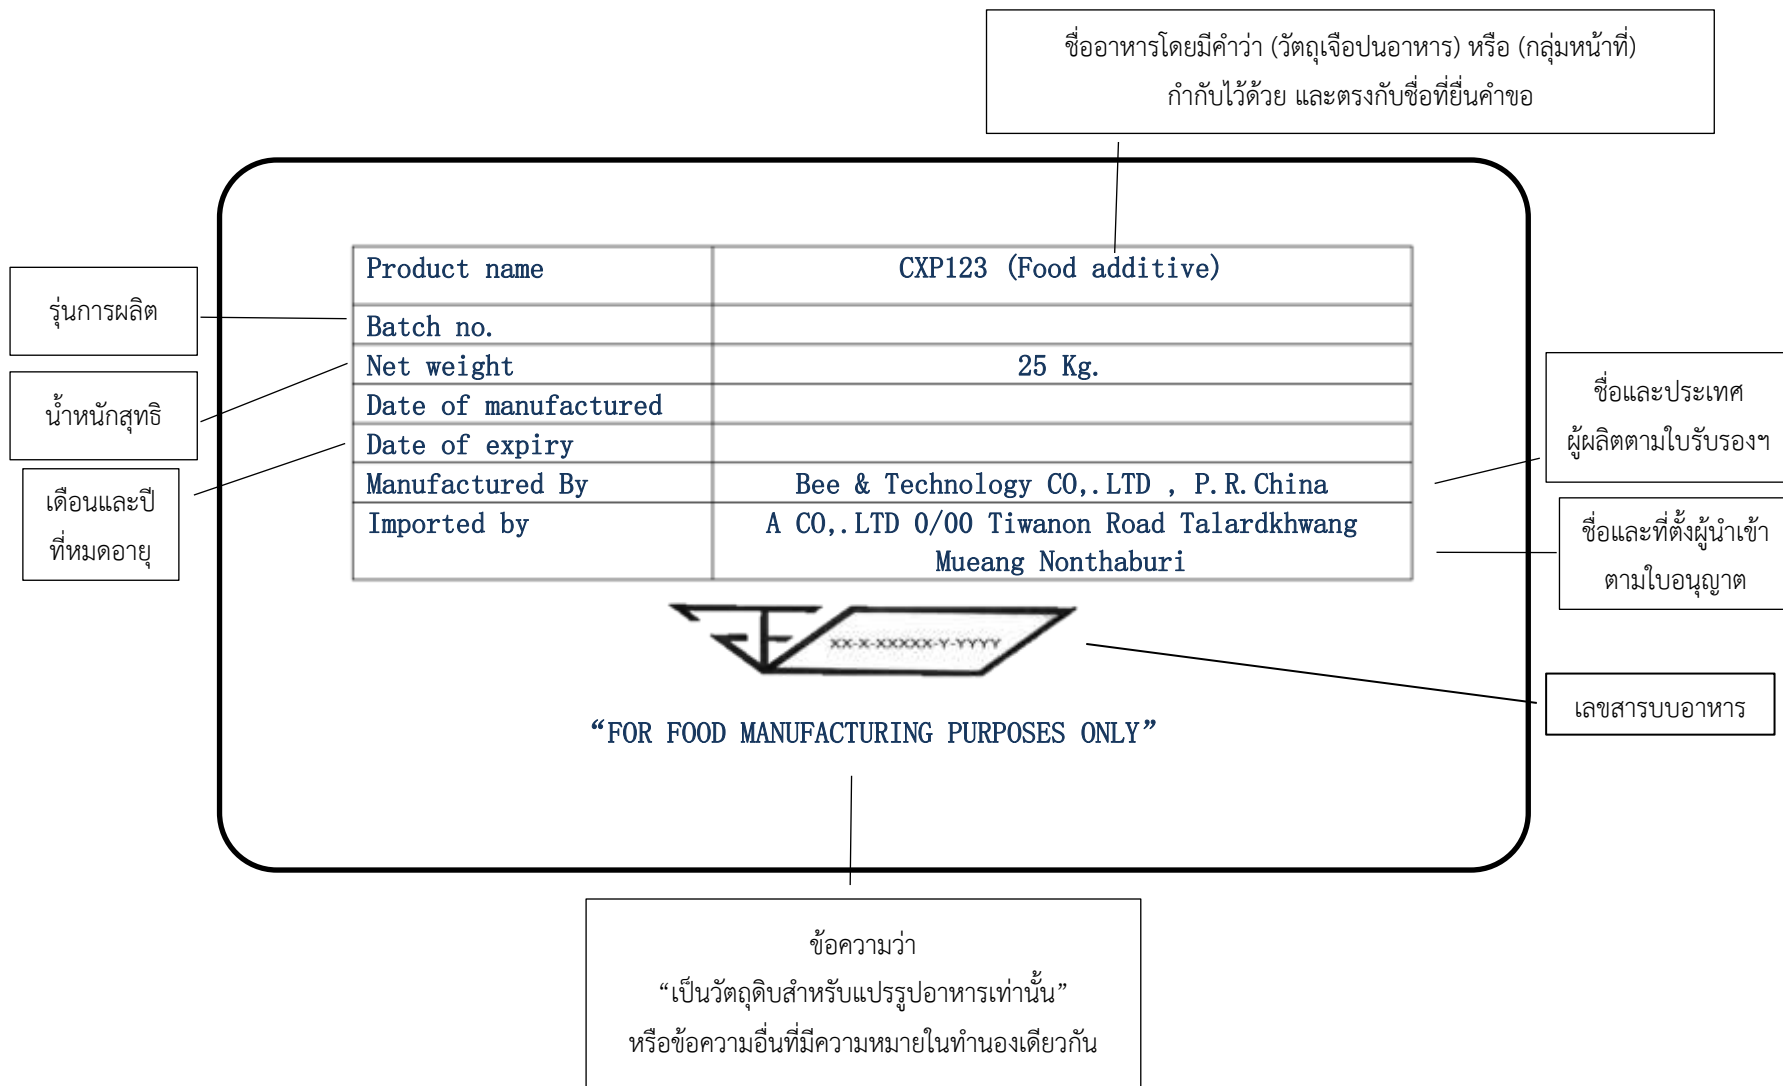 ชื่ออาหารโดยมีคำว่า (วัตถุเจือปนอาหาร) หรือ (กลุ่มหน้าที่)
กำกับไว้ด้วย และตรงกับชื่อที่ยื่นคำขอ
Product name CXP123 (Food additive)
Batch no.
Net weight 25 Kg.
Date of manufactured
Date of expiry
Manufactured By Bee & Technology CO,.LTD , P.R.China
Imported by A CO,.LTD 0/00 Tiwanon Road Talardkhwang
Mueang Nonthaburi
XX-X-XXXXX-Y-YYYY
“FOR FOOD MANUFACTURING PURPOSES ONLY”
รุ่นการผลิต
น้ำหนักสุทธิ
เดือนและปี
ที่หมดอายุ
ชื่อและประเทศ
ผู้ผลิตตามใบรับรองฯ
ชื่อและที่ตั้งผู้นำเข้า
ตามใบอนุญาต
เลขสารบบอาหาร
ข้อความว่า
“เป็นวัตถุดิบสำหรับแปรรูปอาหารเท่านั้น”
หรือข้อความอื่นที่มีความหมายในทำนองเดียวกัน